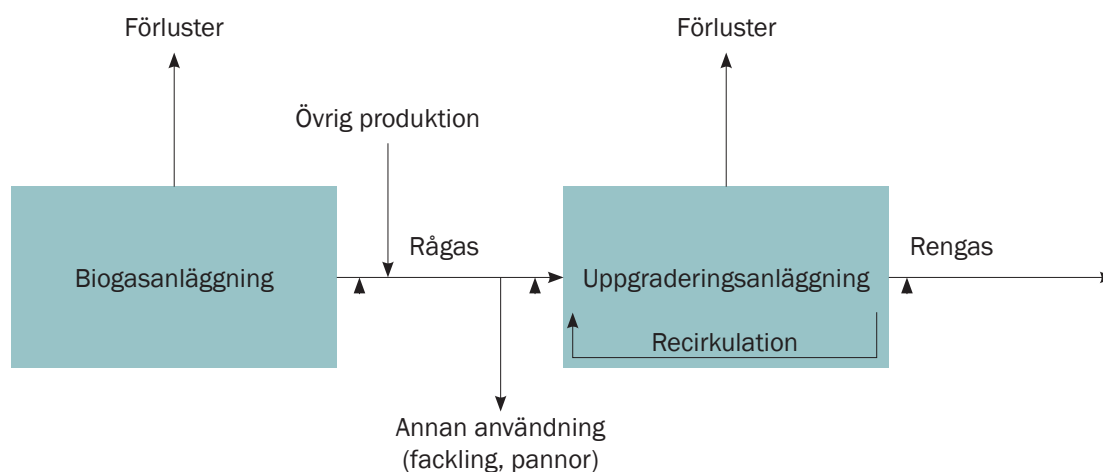 Förluster
Förluster
Övrig produktion
Rågas
Rengas
Biogasanläggning
Uppgraderingsanläggning
Recirkulation
Annan användning
(fackling, pannor)